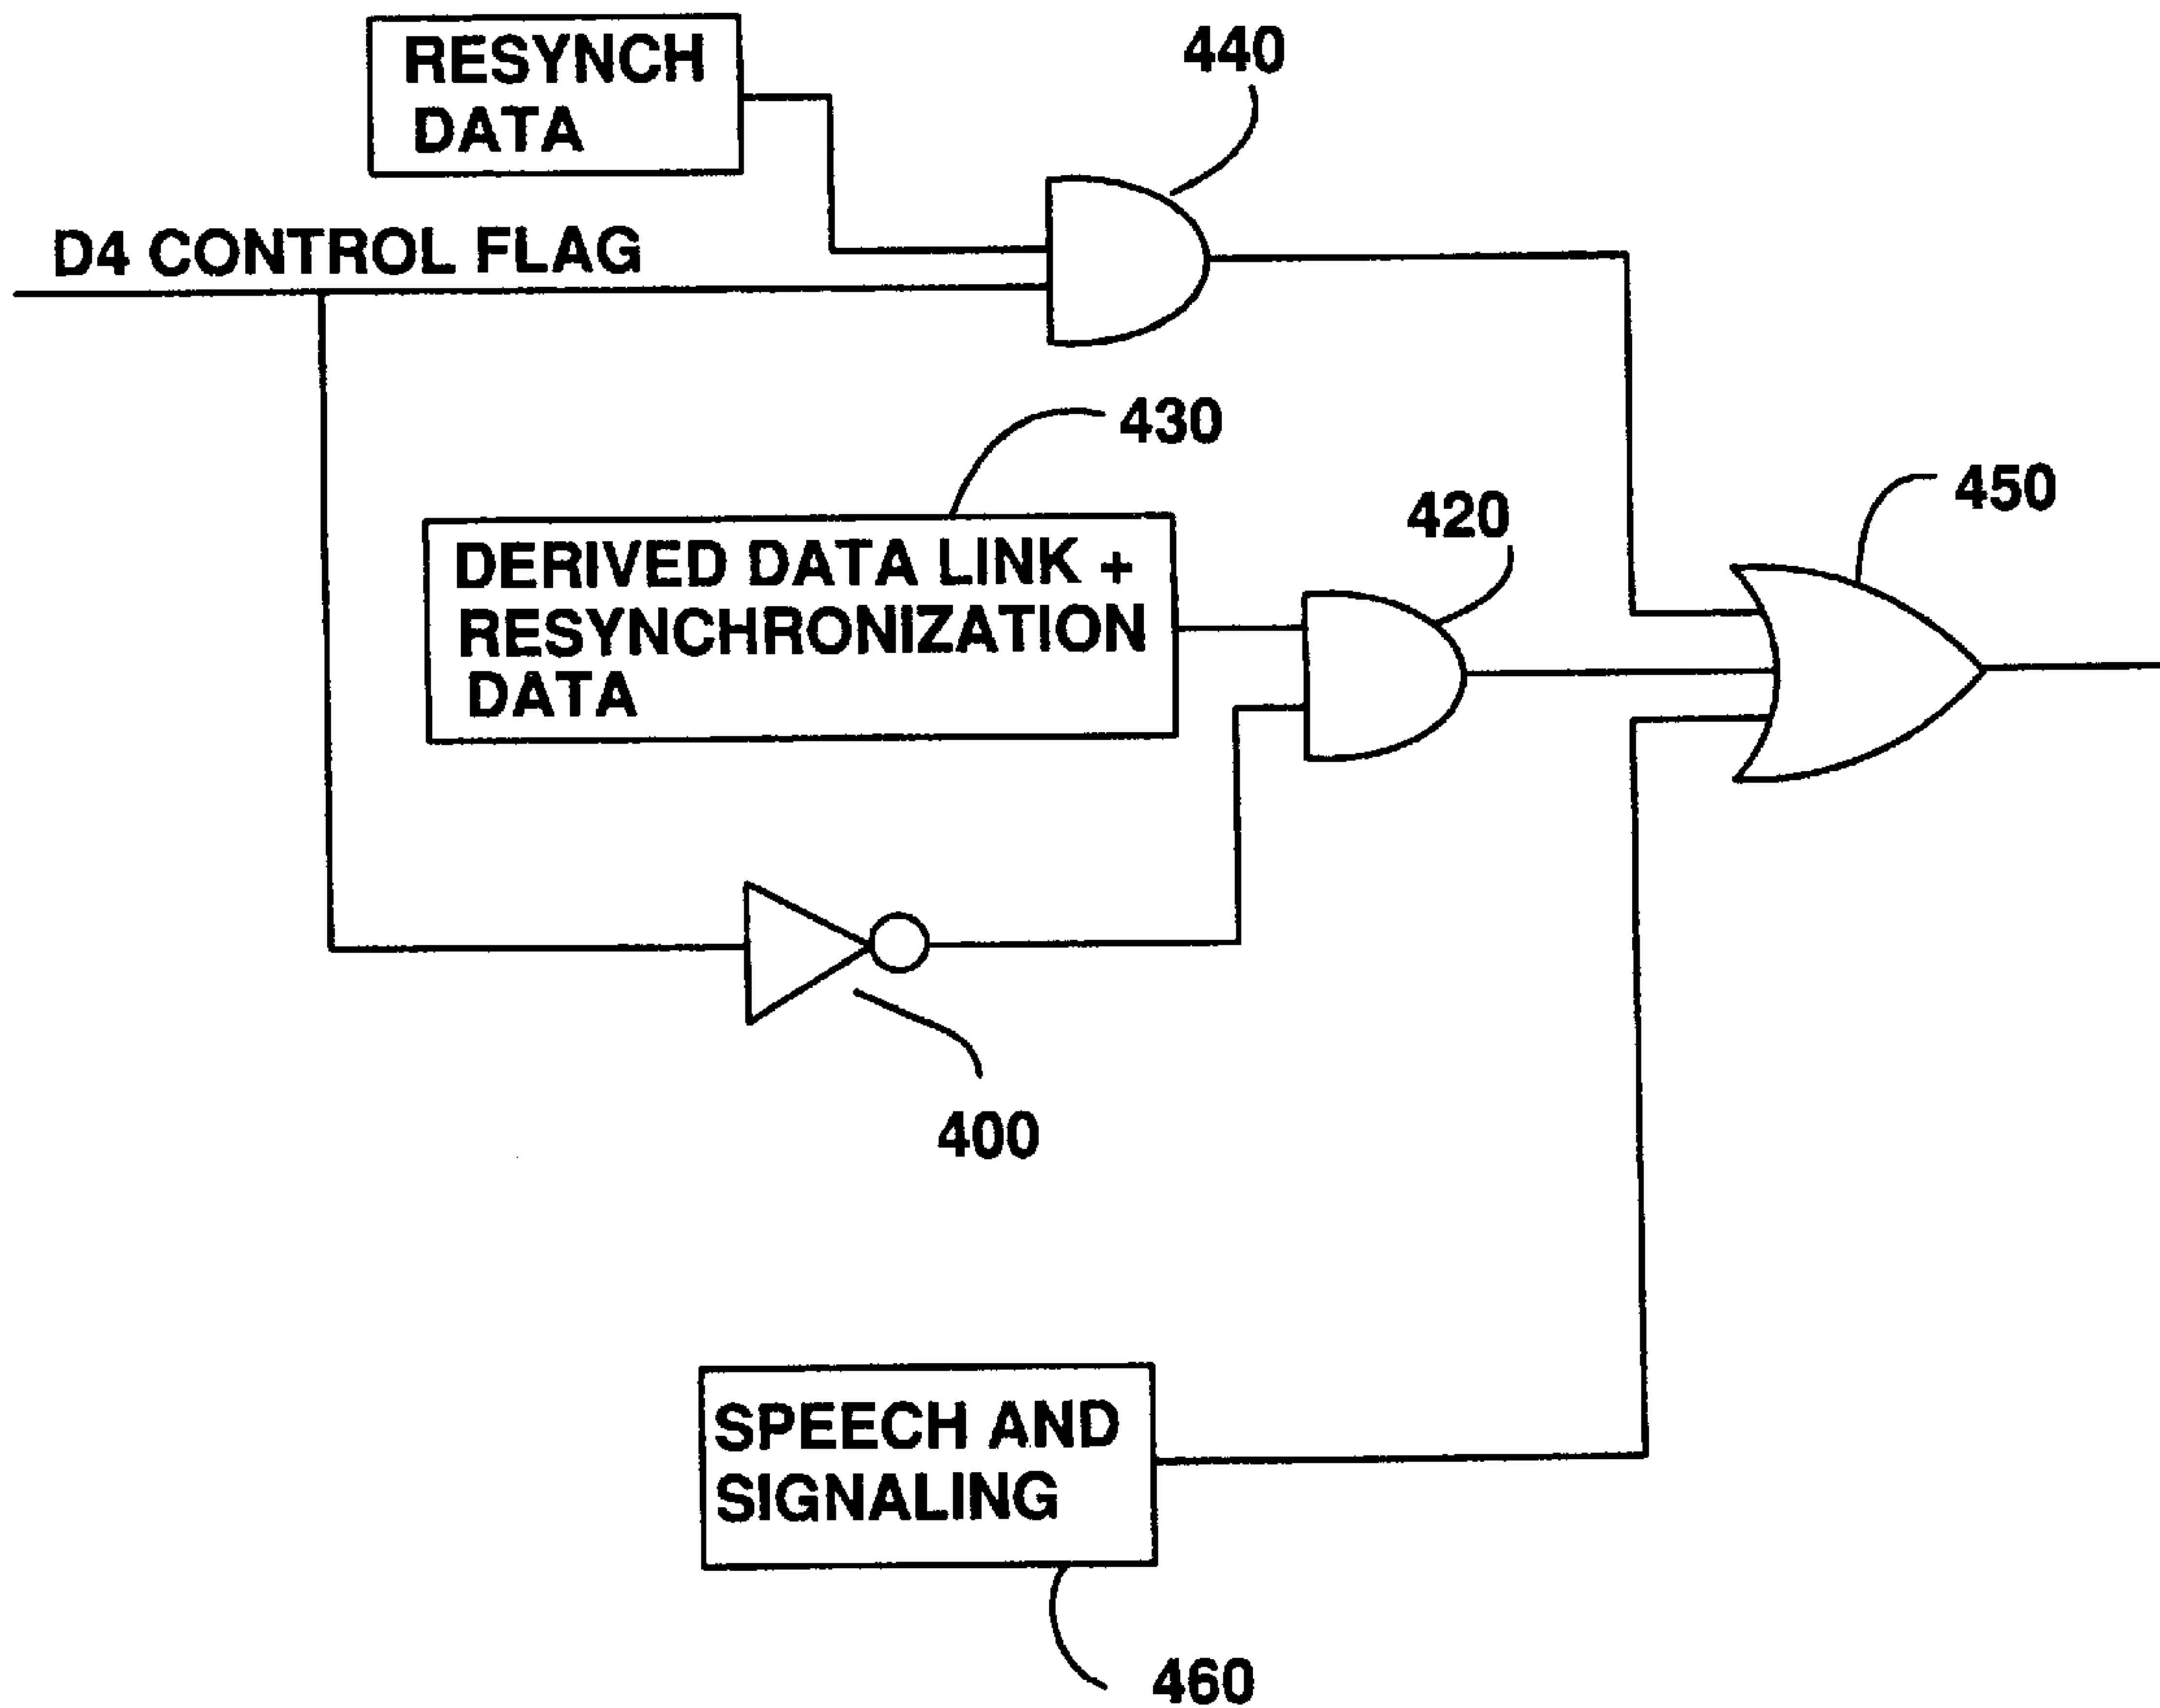 RESYNCH
DATA
440
D4 CONTROL FLAG
430
420
450
DERIVED DATA LINK +
RESYNCHRONIZATION
DATA
400
SPEECH AND
SIGNALING
460